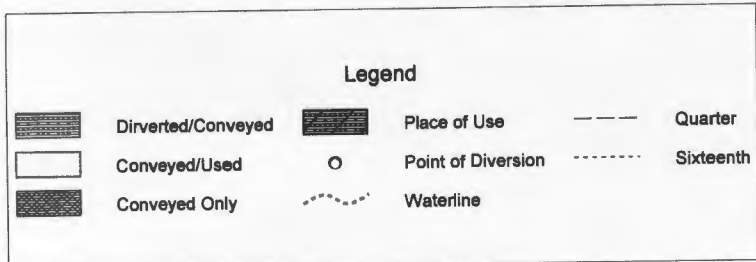 Legend
Dirverted/Conveyed
Place of Use
Quarter
Conveyed/Used
Point of Diversion
Sixteenth
Conveyed Only
Waterline